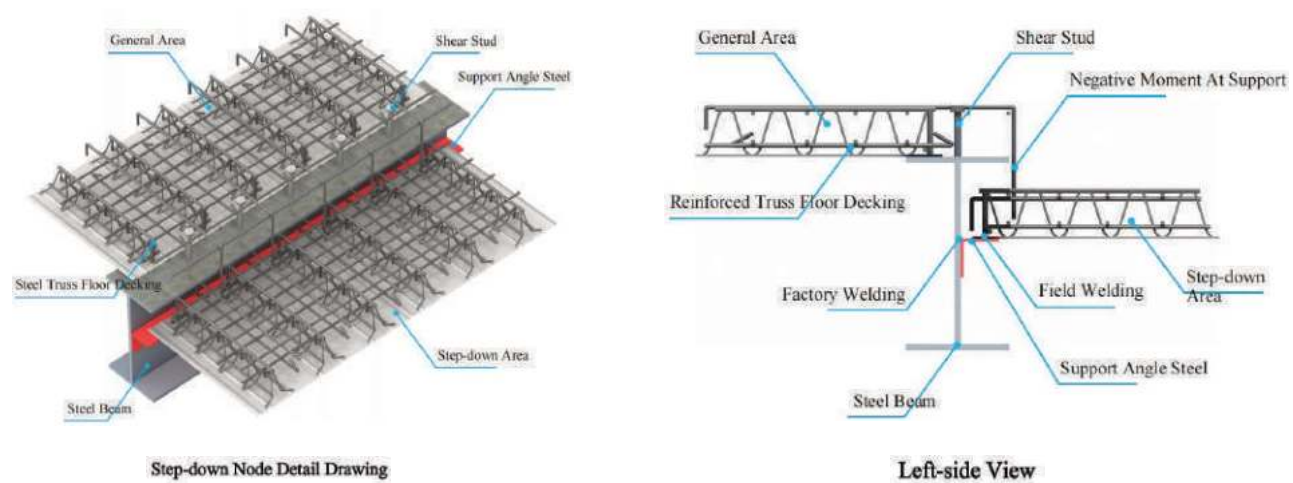 General Area
Shear Stud
Support Angle Steel
Steel Truss Floor Decking
Step-down Area
Steel Beam
Step-down Node Detail Drawing
General Area
Shear Stud
Negative Moment At Support
Reinforced Truss Floor Decking
Factory Welding
Field Welding
Step-down
Area
Support Angle Steel
Steel Beam
Left-side View